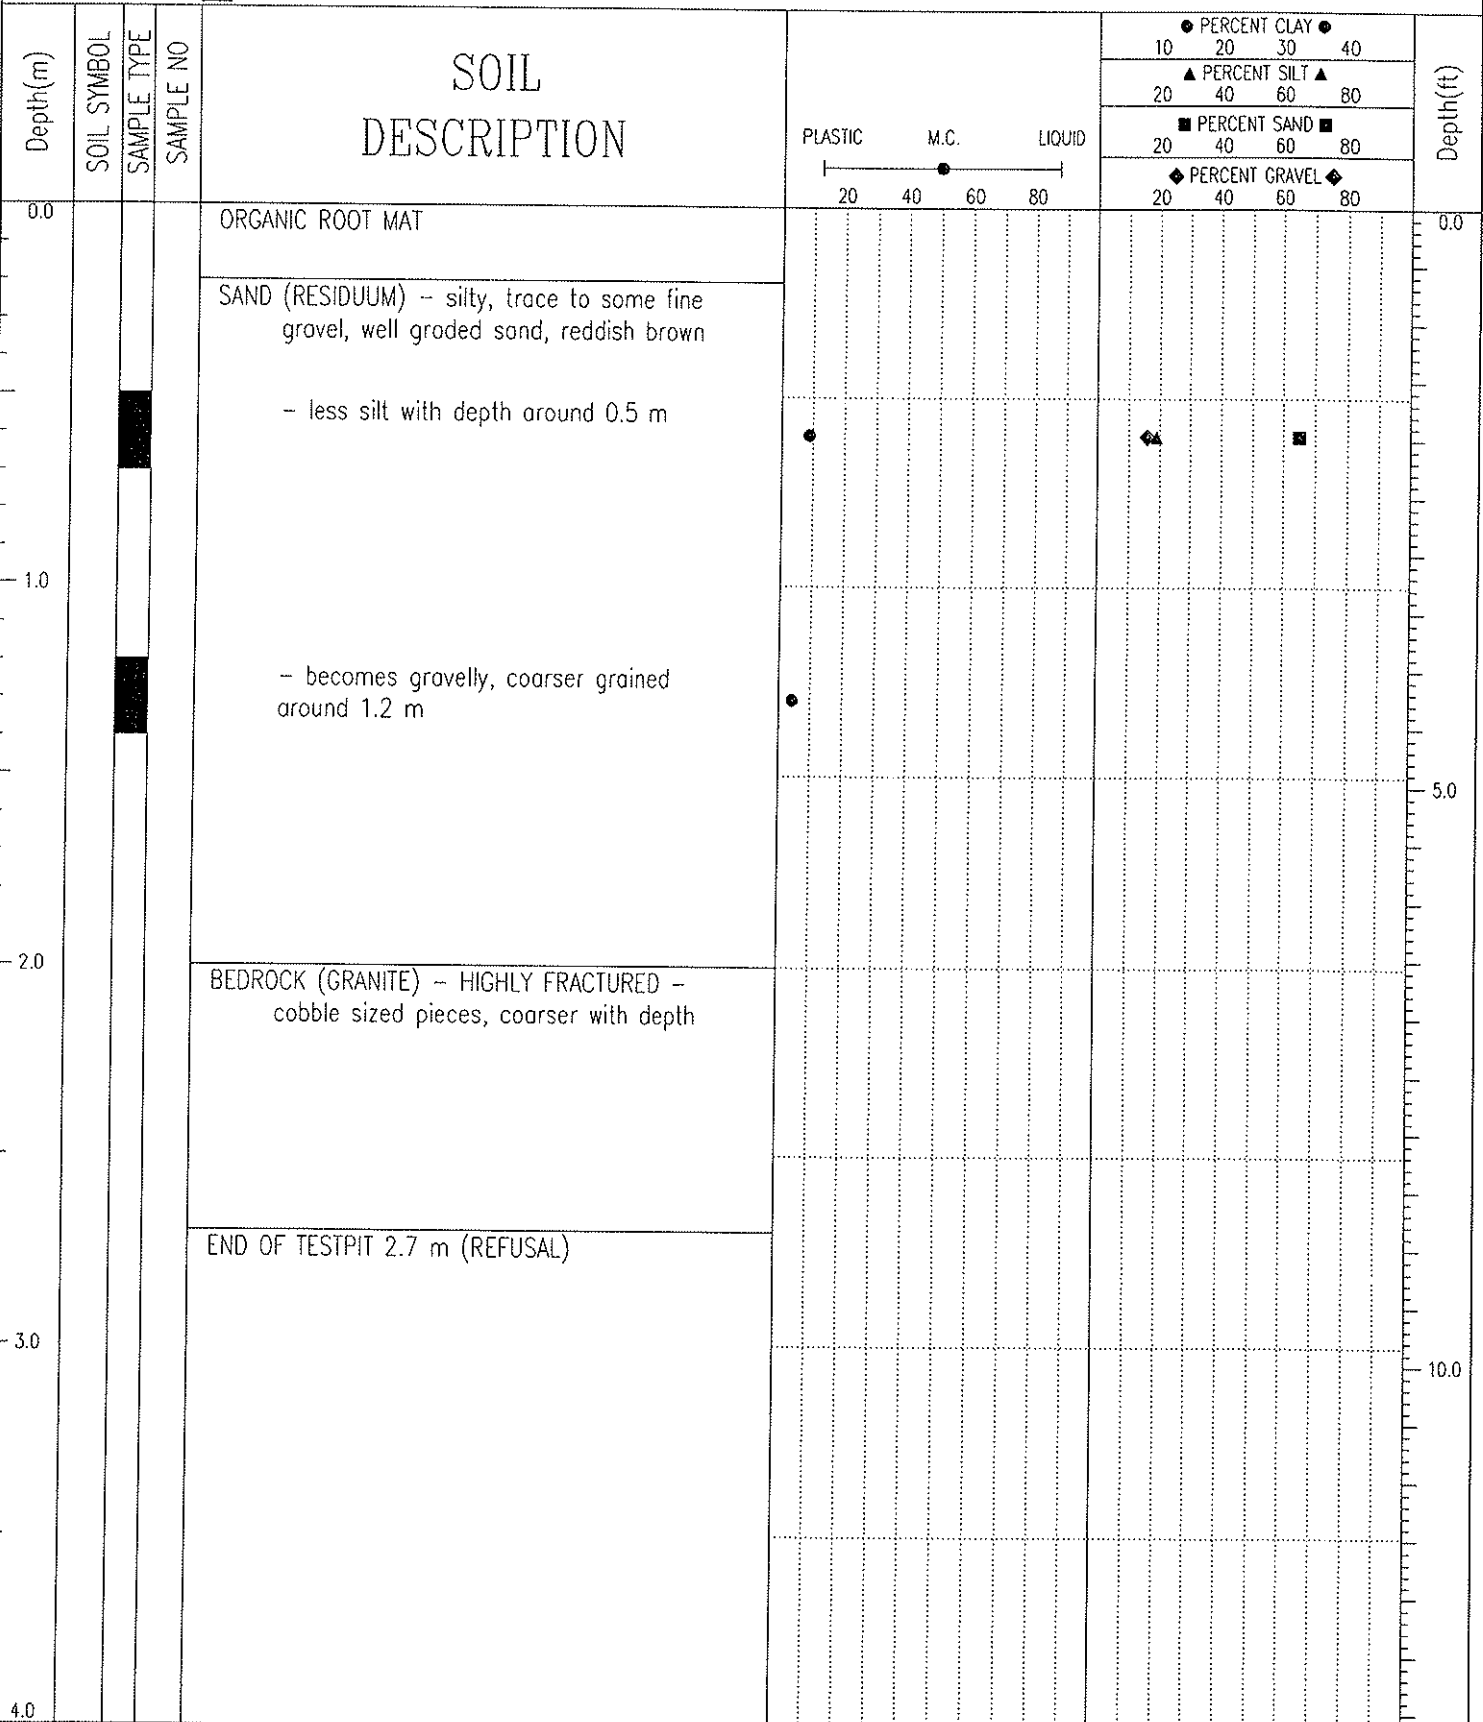 Depth(m)
SOIL SYMBOL
SAMPLE TYPE
SAMPLE NO
SOIL
DESCRIPTION
PLASTIC M.C. LIQUID
20 40 60 80
● PERCENT CLAY ●
10 20 30 40
▲ PERCENT SILT ▲
20 40 60 80
■ PERCENT SAND ■
20 40 60 80
◆ PERCENT GRAVEL ◆
20 40 60 80
Depth(ft)
0.0
ORGANIC ROOT MAT
0.0
SAND (RESIDUUM) - silty, trace to some fine
gravel, well graded sand, reddish brown
- less silt with depth around 0.5 m
1.0
- becomes gravelly, coarser grained
around 1.2 m
5.0
2.0
BEDROCK (GRANITE) - HIGHLY FRACTURED -
cobble sized pieces, coarser with depth
END OF TESTPIT 2.7 m (REFUSAL)
3.0
10.0
4.0